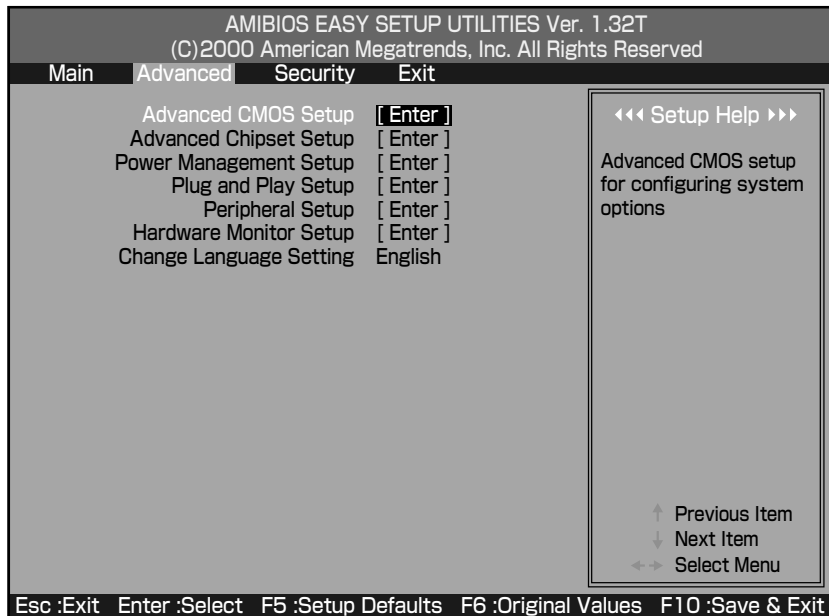 AMIBIOS EASY SETUP UTILITIES Ver. 1.32T
(C)2000 American Megatrends, Inc. All Rights Reserved
Main Advanced Security Exit
Advanced CMOS Setup [ Enter ]
Advanced Chipset Setup [ Enter ]
Power Management Setup [ Enter ]
Plug and Play Setup [ Enter ]
Peripheral Setup [ Enter ]
Hardware Monitor Setup [ Enter ]
Change Language Setting English
Setup Help
Advanced CMOS setup
for configuring system
options
Previous Item
Next Item
Select Menu
Esc :Exit Enter :Select F5 :Setup Defaults F6 :Original Values F10 :Save & Exit